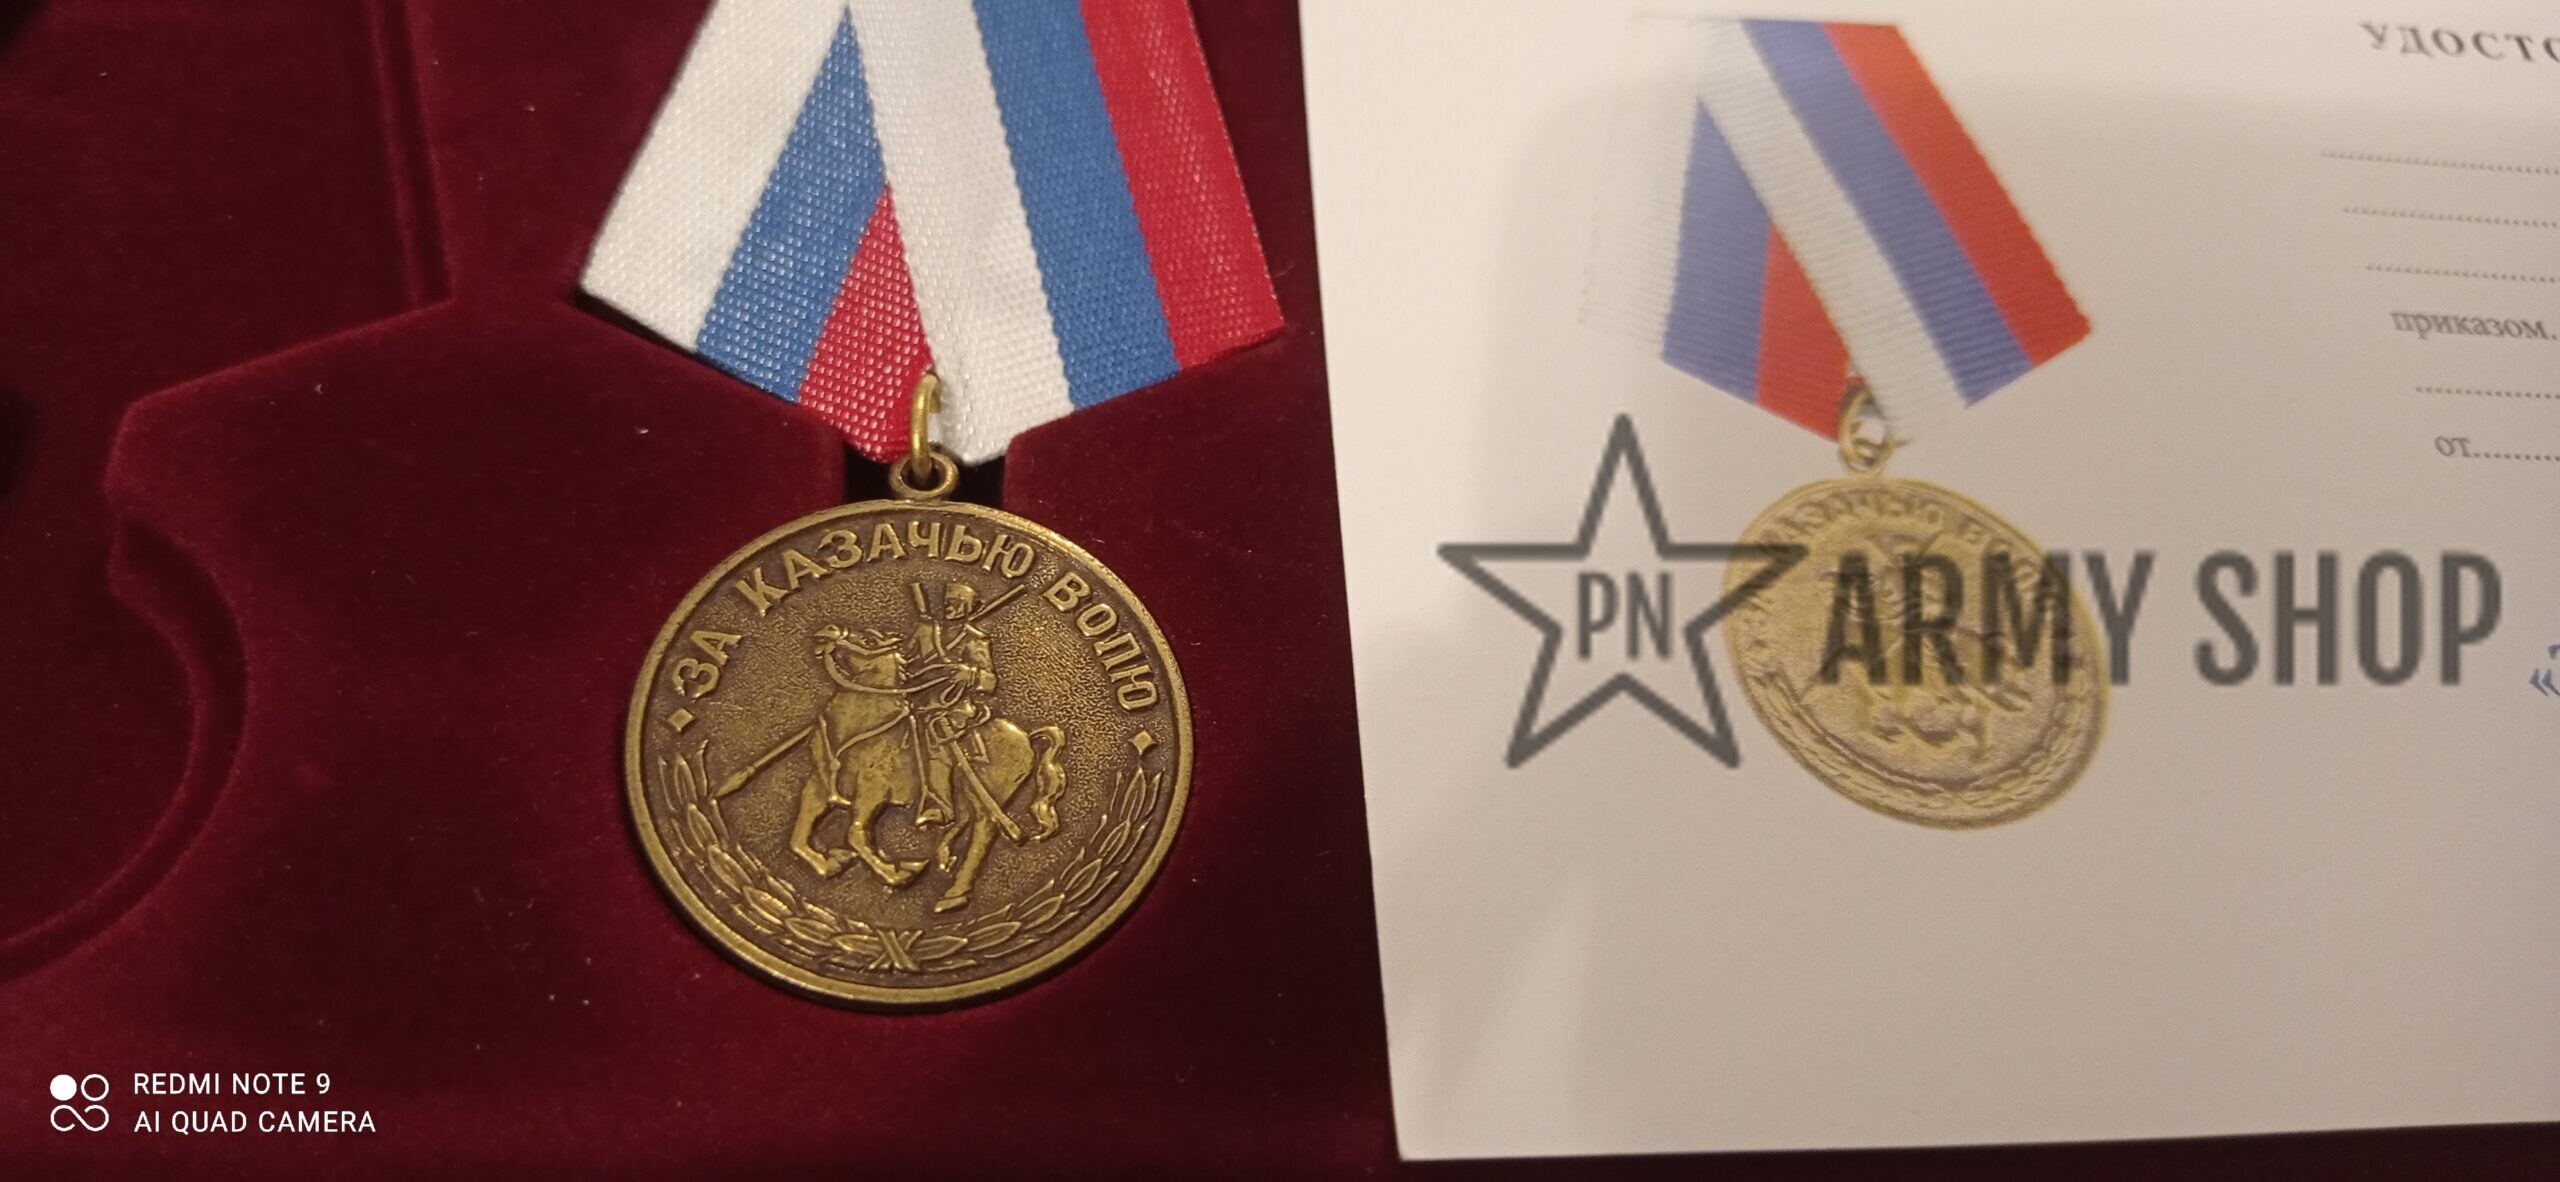 ЗА КАЗАЧЬЮ ВОЛЮ
УДОСТО
приказом.
от..........
PN
ARMY SHOP
REDMI NOTE 9
AI QUAD CAMERA